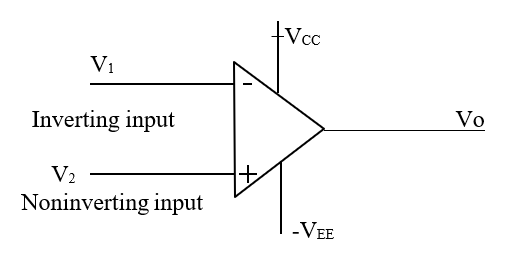 +VCC
V1
-
Inverting input
Vo
V2
+
Noninverting input
-VEE